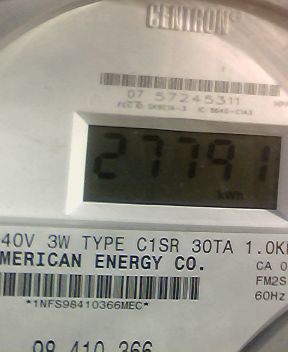 CENTRON®
07 57245311
27791
kWh
40V 3W TYPE C1SR 30TA 1.0K
MERICAN ENERGY CO.
CA 0
FM2S
60Hz
*1NFS98410366MEC*
98 410 366